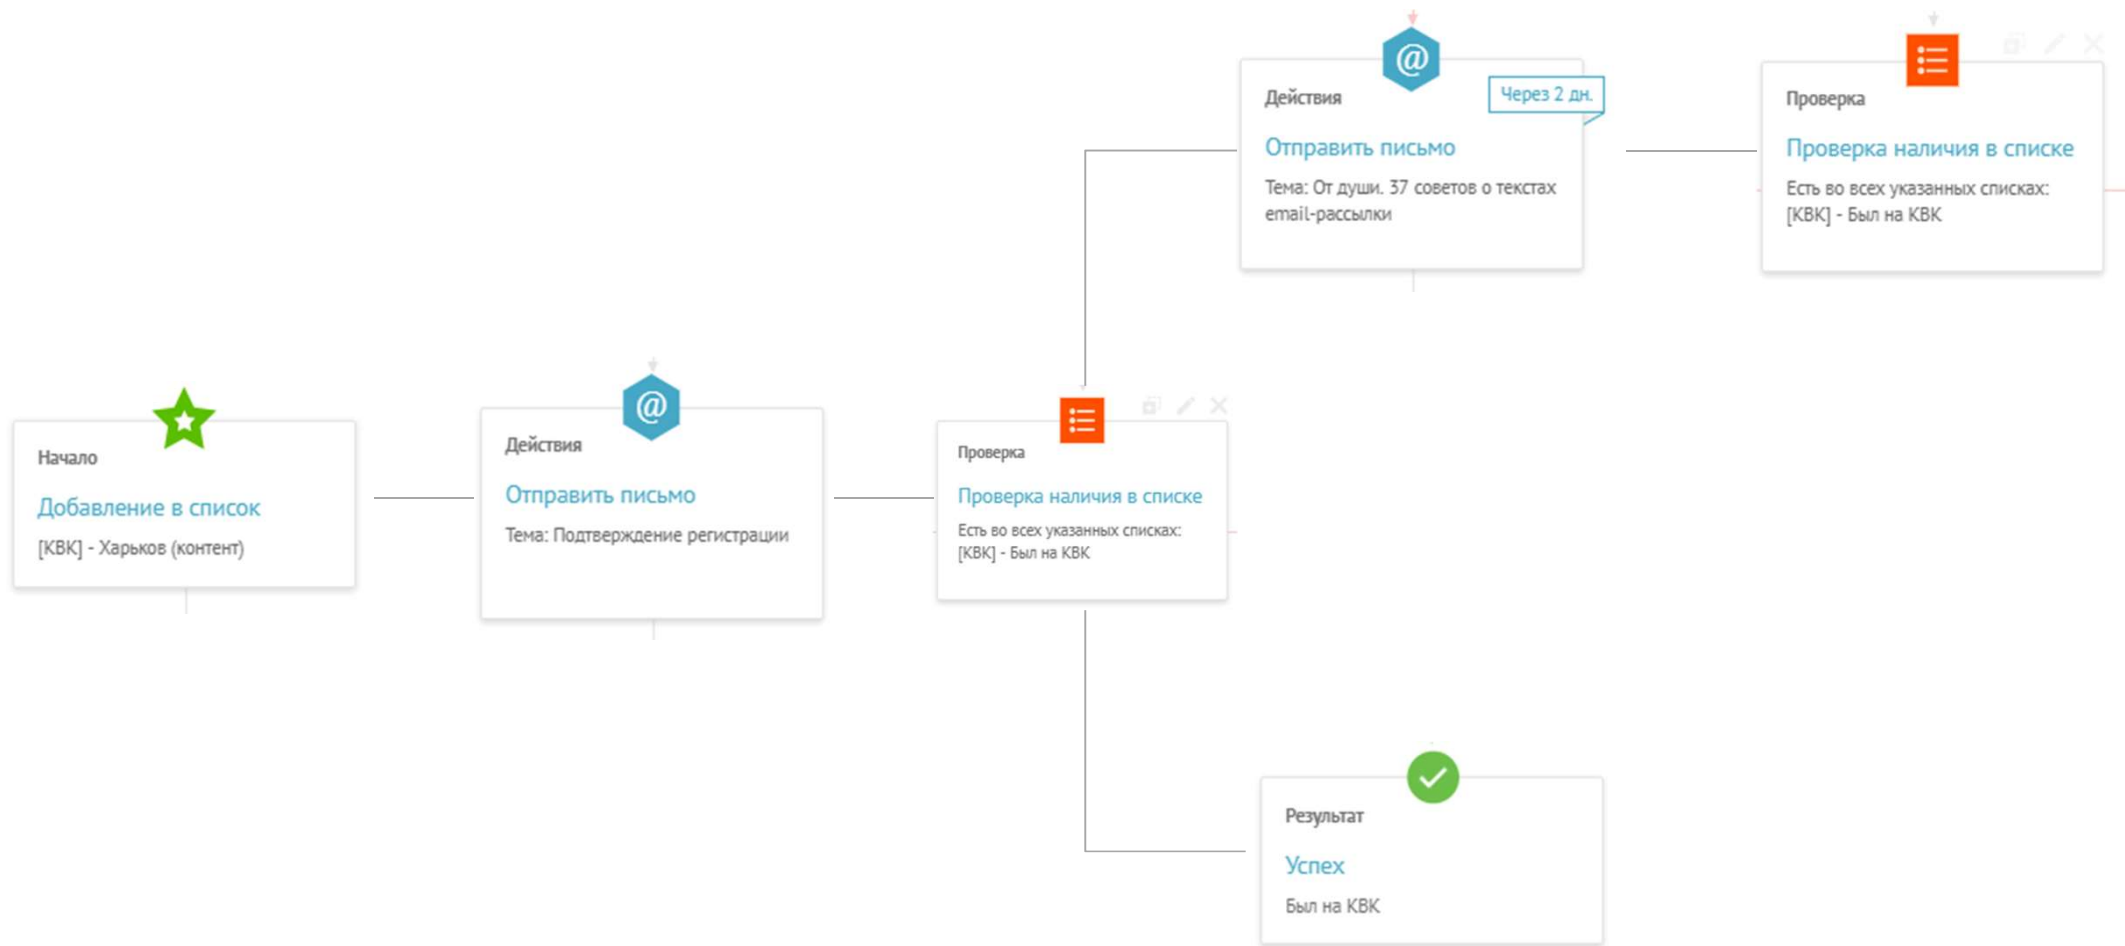 Действия
Через 2 дн.
Отправить письмо
Тема: От души. 37 советов о текстах
email-рассылки
Проверка
Проверка наличия в списке
Есть во всех указанных списках:
[КВК] - Был на КВК
Начало
Добавление в список
[КВК] - Харьков (контент)
Действия
Отправить письмо
Тема: Подтверждение регистрации
Проверка
Проверка наличия в списке
Есть во всех указанных списках:
[КВК] - Был на КВК
Результат
Успех
Был на КВК